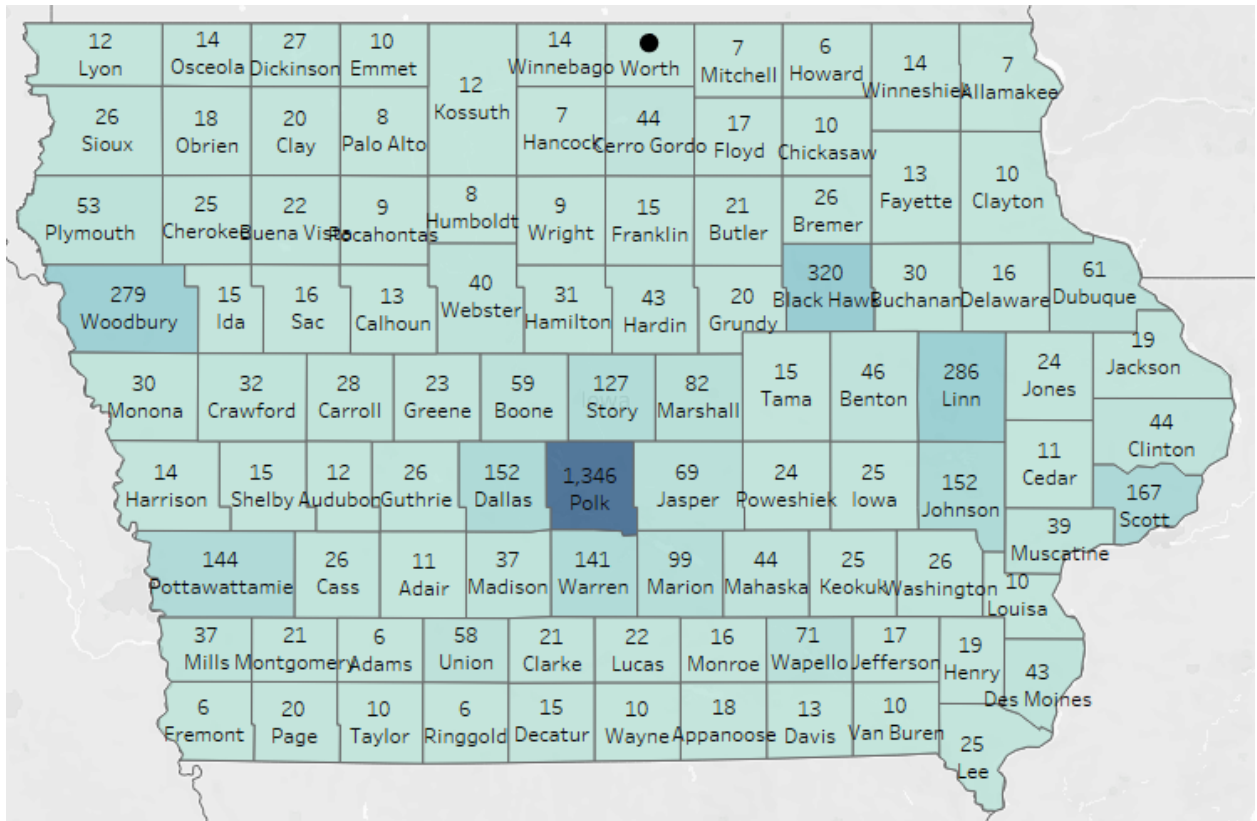 12
Lyon
14
Osceola
27
Dickinson
10
Emmet
12
Kossuth
14
Winnebago
Worth
7
Mitchell
6
Howard
14
Winneshiek
7
Allamakee
26
Sioux
18
Obrien
20
Clay
8
Palo Alto
7
Hancock
44
Cerro Gordo
17
Floyd
10
Chickasaw
53
Plymouth
25
Cherokee
22
Buena Vista
9
Pocahontas
8
Humboldt
9
Wright
15
Franklin
21
Butler
26
Bremer
13
Fayette
10
Clayton
279
Woodbury
15
Ida
16
Sac
13
Calhoun
40
Webster
31
Hamilton
43
Hardin
20
Grundy
320
Black Hawk
30
Buchanan
16
Delaware
61
Dubuque
30
Monona
32
Crawford
28
Carroll
23
Greene
59
Boone
127
Iowa
Story
82
Marshall
15
Tama
46
Benton
286
Linn
24
Jones
19
Jackson
14
Harrison
15
Shelby
12
Audubon
26
Guthrie
152
Dallas
1,346
Polk
69
Jasper
24
Poweshiek
25
Iowa
152
Johnson
11
Cedar
44
Clinton
167
Scott
144
Pottawattamie
26
Cass
11
Adair
37
Madison
141
Warren
99
Marion
44
Mahaska
25
Keokuk
26
Washington
39
Muscatine
10
Louisa
37
Mills
21
Montgomery
6
Adams
58
Union
21
Clarke
22
Lucas
16
Monroe
71
Wapello
17
Jefferson
19
Henry
43
Des Moines
6
Fremont
20
Page
10
Taylor
6
Ringgold
15
Decatur
10
Wayne
18
Appanoose
13
Davis
10
Van Buren
25
Lee